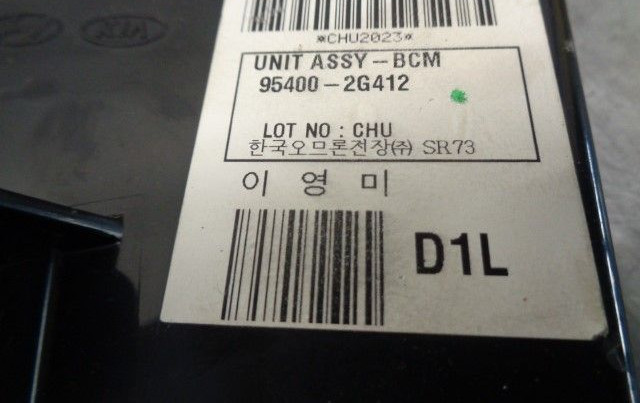 *CHU2023*
UNIT ASSY-BCM
95400-2G412
LOT NO : CHU
한국오므론전장㈜ SR73
이 영 미
D1L
KIA